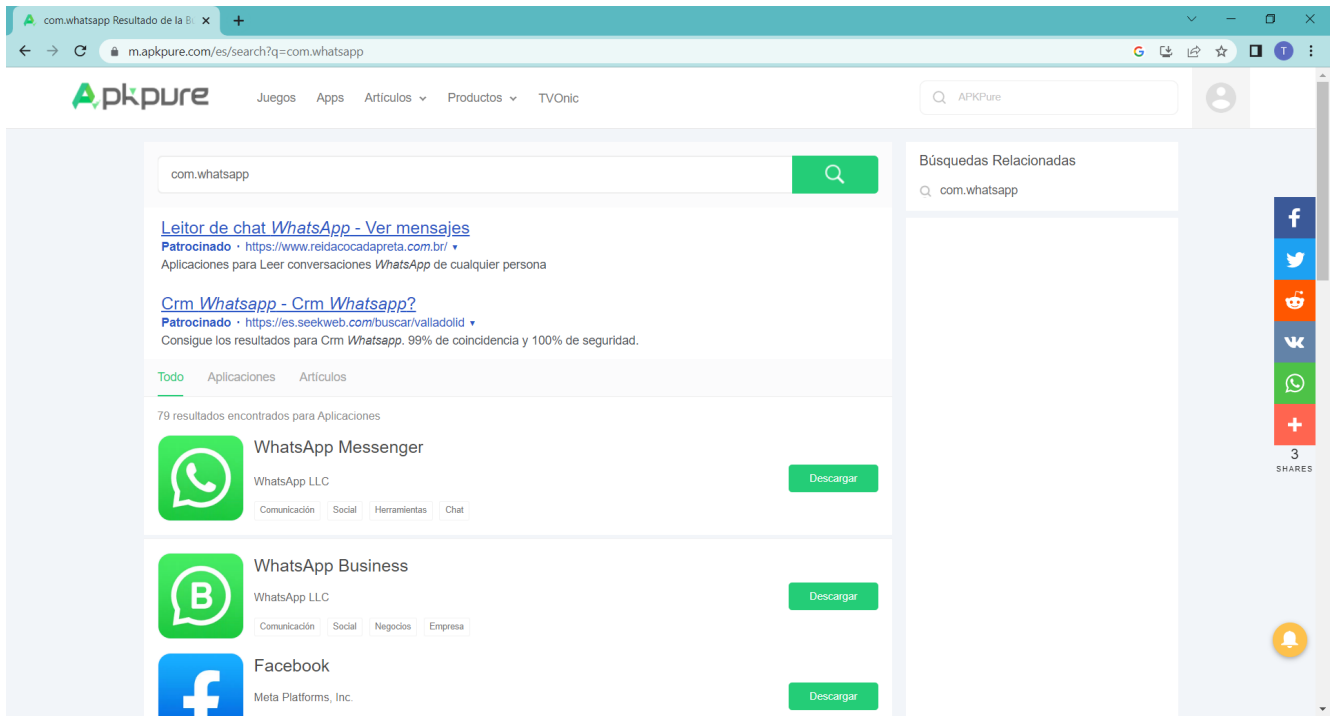 com.whatsapp Resultado de la B
m.apkpure.com/es/search?q=com.whatsapp
G
T
Apkpure
Juegos
Apps
Artículos
Productos
TVOnic
APKPure
com.whatsapp
Leitor de chat WhatsApp - Ver mensajes
Patrocinado · https://www.reidacocadapreta.com.br/
Aplicaciones para Leer conversaciones WhatsApp de cualquier persona
Crm Whatsapp - Crm Whatsapp?
Patrocinado · https://es.seekweb.com/buscar/valladolid
Consigue los resultados para Crm Whatsapp. 99% de coincidencia y 100% de seguridad.
Todo
Aplicaciones
Artículos
79 resultados encontrados para Aplicaciones
WhatsApp Messenger
WhatsApp LLC
Comunicación
Social
Herramientas
Chat
Descargar
B
WhatsApp Business
WhatsApp LLC
Comunicación
Social
Negocios
Empresa
Descargar
Facebook
Meta Platforms, Inc.
Descargar
Búsquedas Relacionadas
com.whatsapp
3
SHARES